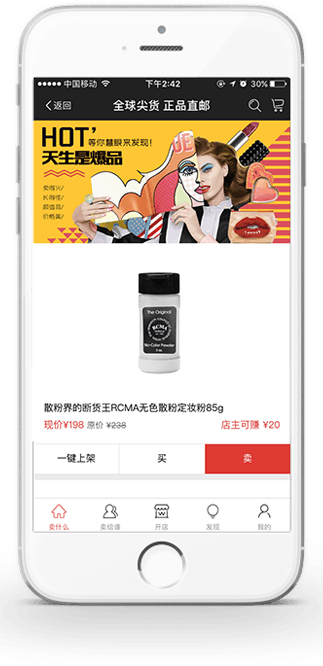 中国移动 下午2:42 30%
返回 全球尖货 正品直邮
HOT’ 等你慧眼来发现!
天生是爆品
卖得火/
长得怪/
颜值高/
价格美/
The Original
RCMA
No-Color Powder
3 oz.
散粉界的断货王RCMA无色散粉定妆粉85g
现价¥198 原价 ¥238 店主可赚 ¥20
一键上架 买 卖
卖什么 卖给谁 开店 发现 我的